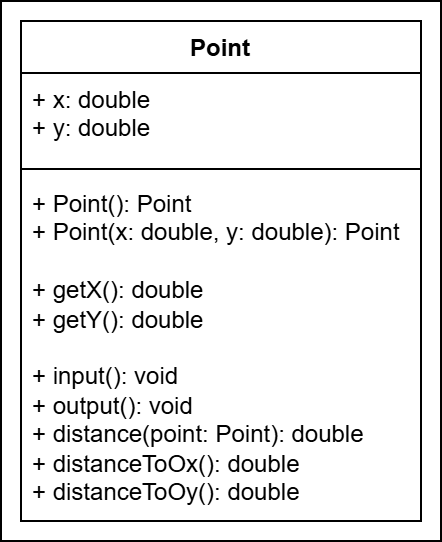 Point
+ x: double
+ y: double
+ Point(): Point
+ Point(x: double, y: double): Point
+ getX(): double
+ getY(): double
+ input(): void
+ output(): void
+ distance(point: Point): double
+ distanceToOx(): double
+ distanceToOy(): double